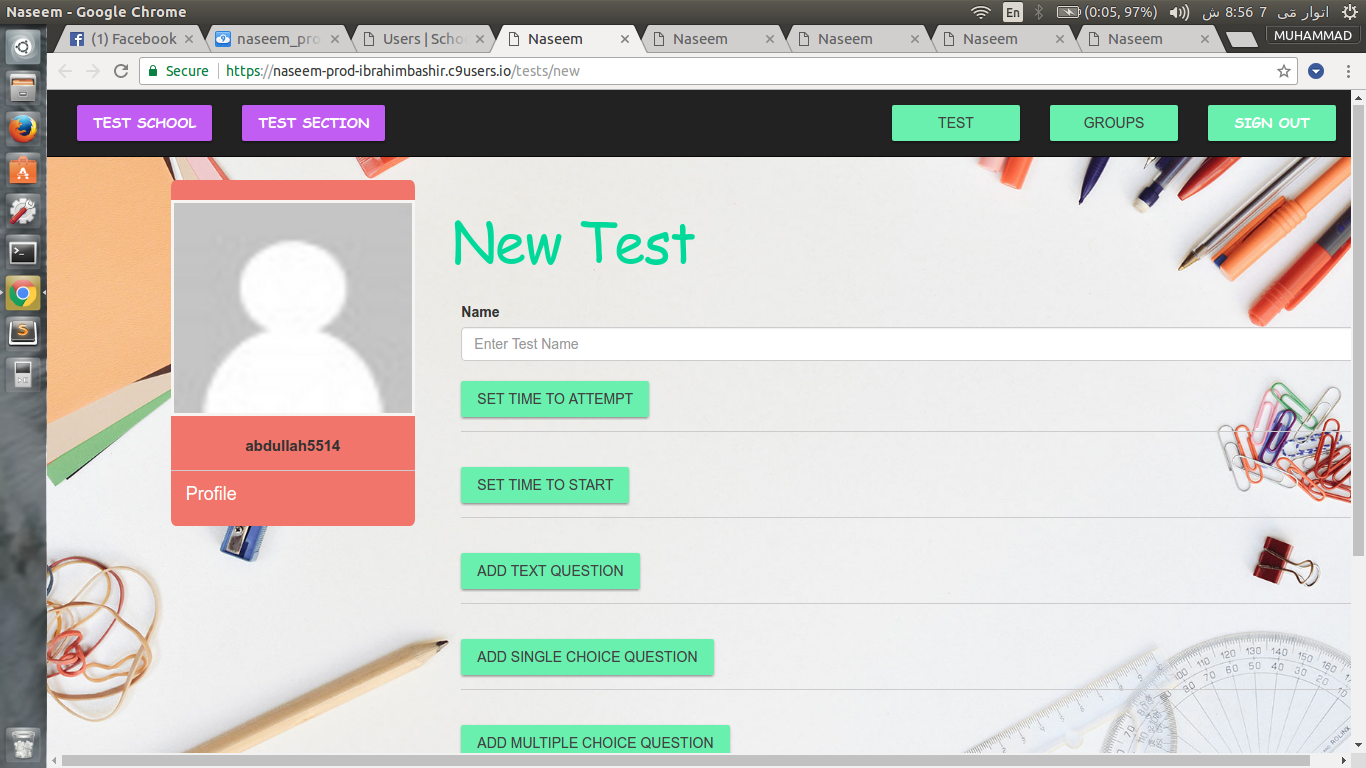 Naseem - Google Chrome
En
(0:05, 97%)
اتوار مَی 7 8:56 ش
(1) Facebook
naseem_pro
Users | Scho
Naseem
Naseem
Naseem
Naseem
Naseem
MUHAMMAD
Secure
https://naseem-prod-ibrahimbashir.c9users.io/tests/new
TEST SCHOOL
TEST SECTION
TEST
GROUPS
SIGN OUT
New Test
Name
Enter Test Name
SET TIME TO ATTEMPT
abdullah5514
SET TIME TO START
Profile
ADD TEXT QUESTION
ADD SINGLE CHOICE QUESTION
ADD MULTIPLE CHOICE QUESTION